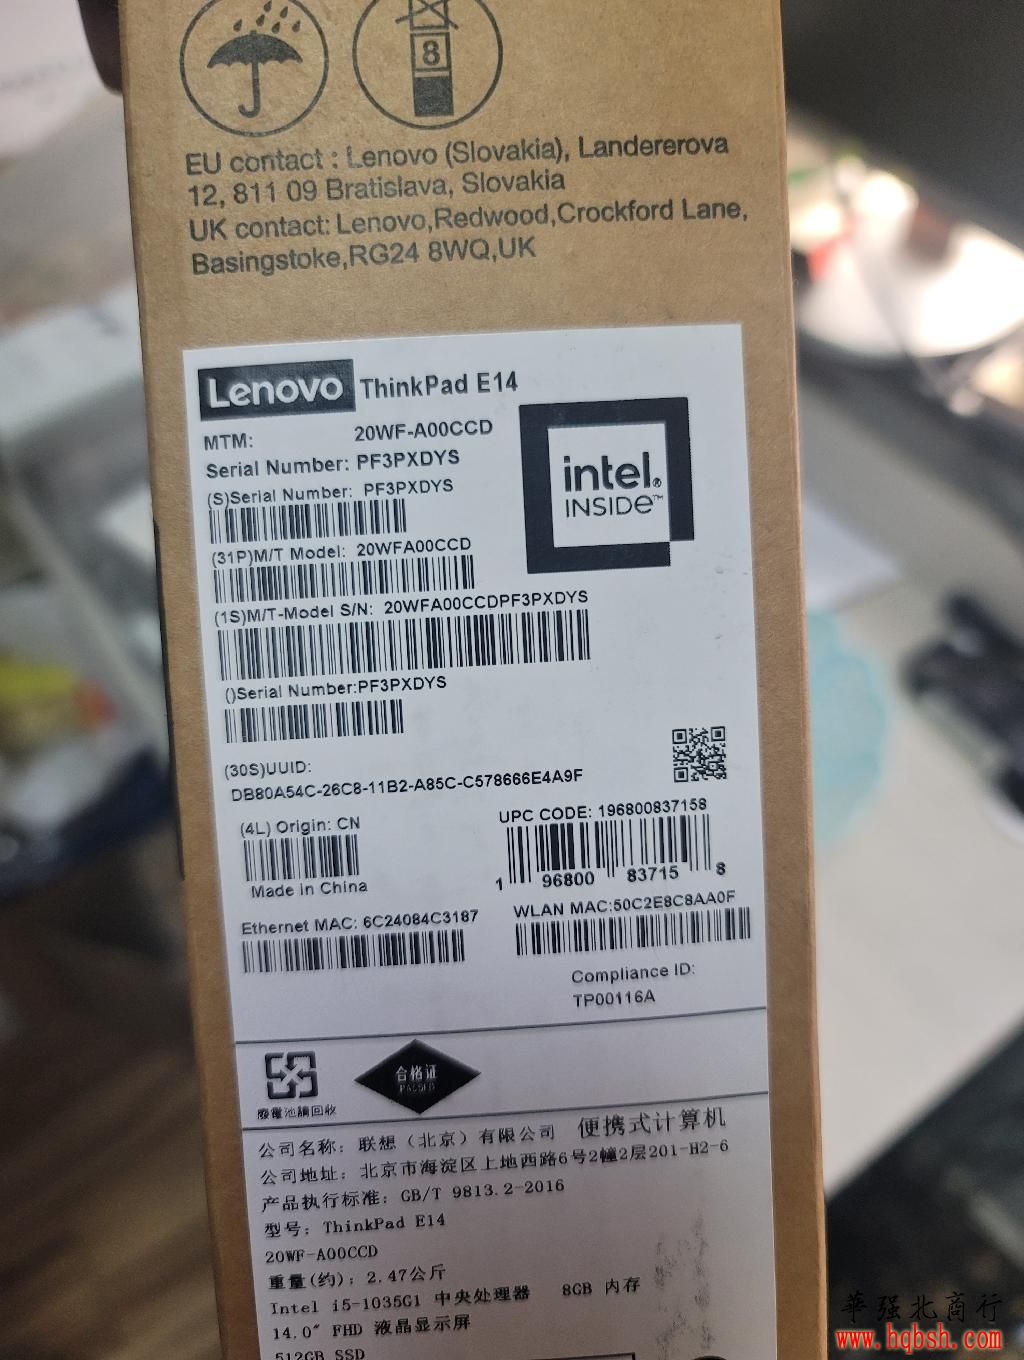 8
EU contact : Lenovo (Slovakia), Landererova
12, 811 09 Bratislava, Slovakia
UK contact: Lenovo,Redwood,Crockford Lane,
Basingstoke,RG24 8WQ,UK
Lenovo ThinkPad E14
MTM: 20WF-A00CCD
Serial Number: PF3PXDYS
(S)Serial Number: PF3PXDYS
intel.
INSIDE™
(31P)M/T Model: 20WFA00CCD
(1S)M/T-Model S/N: 20WFA00CCDPF3PXDYS
()Serial Number:PF3PXDYS
(30S)UUID:
DB80A54C-26C8-11B2-A85C-C578666E4A9F
(4L) Origin: CN
Made in China
UPC CODE: 196800837158
1 96800 83715 8
Ethernet MAC: 6C24084C3187
WLAN MAC:50C2E8C8AA0F
Compliance ID:
TP00116A
廢電池請回收
合格证
PASSED
公司名称: 联想（北京）有限公司 便携式计算机
公司地址: 北京市海淀区上地西路6号2幢2层201-H2-6
产品执行标准: GB/T 9813.2-2016
型号: ThinkPad E14
20WF-A00CCD
重量(约): 2.47公斤
Intel i5-1035G1 中央处理器 8GB 内存
14.0" FHD 液晶显示屏
512GB SSD
華强北商行
www.hqbsh.com